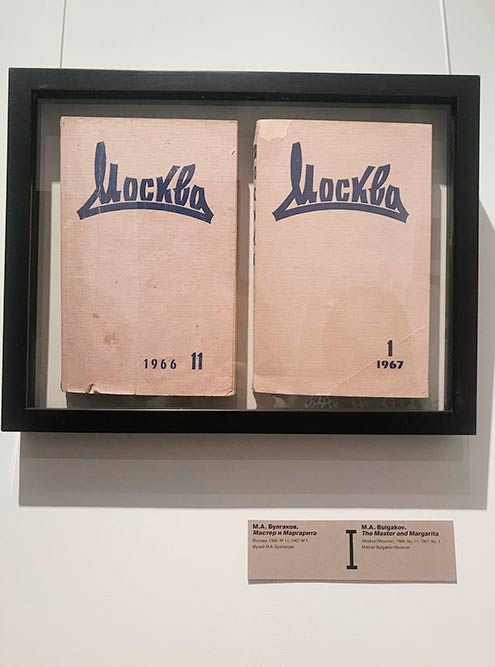 Москва
1966 11
Москва
1
1967
М.А. Булгаков.
Мастер и Маргарита
Москва, 1966, № 11; 1967 № 1
Музей М.А. Булгакова
I
M.A. Bulgakov.
The Master and Margarita
Moskva [Moscow], 1966, No. 11; 1967, No. 1
Mikhail Bulgakov Museum